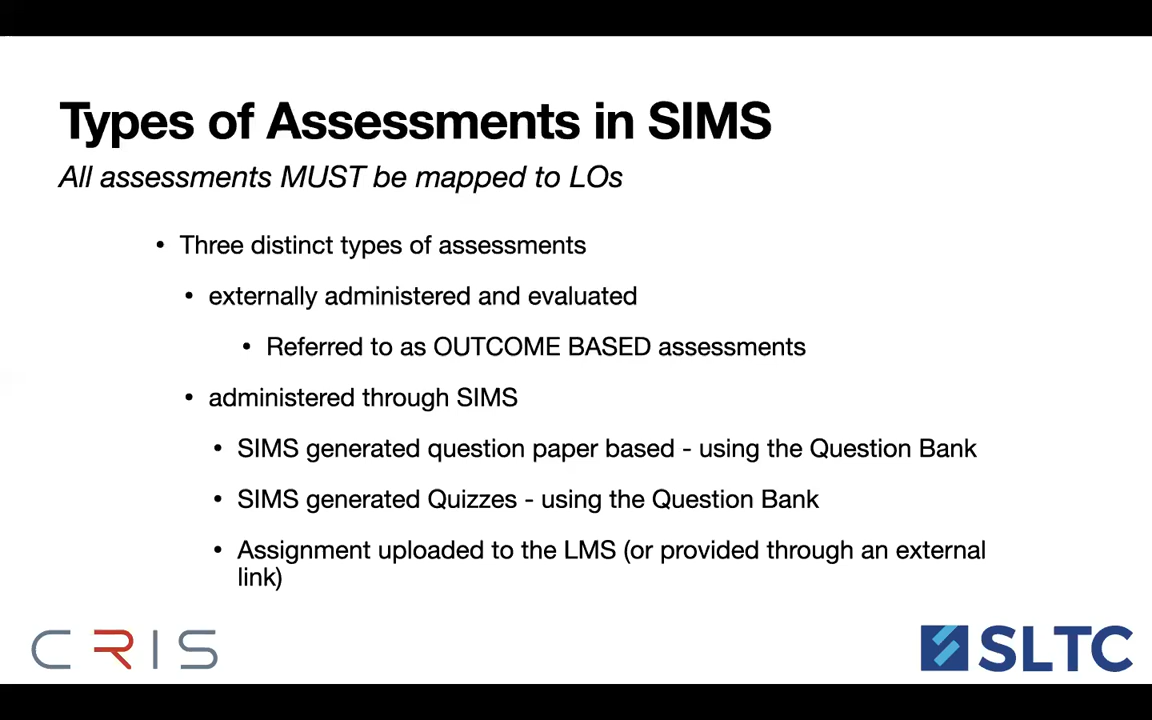 Types of Assessments in SIMS
All assessments MUST be mapped to LOs
• Three distinct types of assessments
• externally administered and evaluated
• Referred to as OUTCOME BASED assessments
• administered through SIMS
• SIMS generated question paper based - using the Question Bank
• SIMS generated Quizzes - using the Question Bank
• Assignment uploaded to the LMS (or provided through an external
link)
CRIS
SLTC